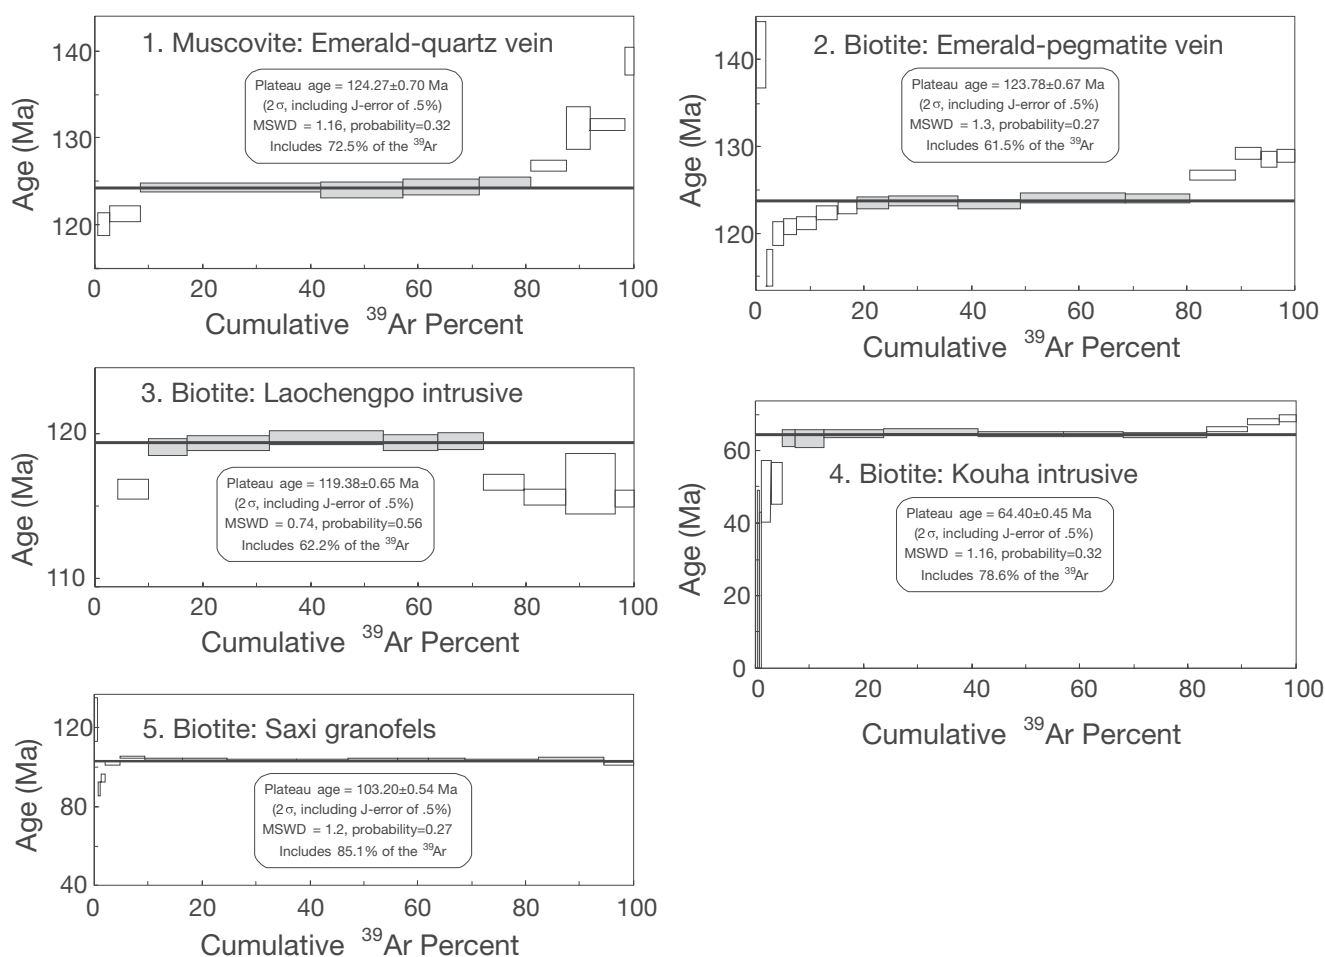 1. Muscovite: Emerald-quartz vein
Plateau age = 124.27±0.70 Ma
(2σ, including J-error of .5%)
MSWD = 1.16, probability=0.32
Includes 72.5% of the ³⁹Ar
Age (Ma)
140
130
120
0 20 40 60 80 100
Cumulative ³⁹Ar Percent
2. Biotite: Emerald-pegmatite vein
Plateau age = 123.78±0.67 Ma
(2σ, including J-error of .5%)
MSWD = 1.3, probability=0.27
Includes 61.5% of the ³⁹Ar
Age (Ma)
140
130
120
0 20 40 60 80 100
Cumulative ³⁹Ar Percent
3. Biotite: Laochengpo intrusive
Plateau age = 119.38±0.65 Ma
(2σ, including J-error of .5%)
MSWD = 0.74, probability=0.56
Includes 62.2% of the ³⁹Ar
Age (Ma)
120
110
0 20 40 60 80 100
Cumulative ³⁹Ar Percent
4. Biotite: Kouha intrusive
Plateau age = 64.40±0.45 Ma
(2σ, including J-error of .5%)
MSWD = 1.16, probability=0.32
Includes 78.6% of the ³⁹Ar
Age (Ma)
60
40
20
0
0 20 40 60 80 100
Cumulative ³⁹Ar Percent
5. Biotite: Saxi granofels
Plateau age = 103.20±0.54 Ma
(2σ, including J-error of .5%)
MSWD = 1.2, probability=0.27
Includes 85.1% of the ³⁹Ar
Age (Ma)
120
80
40
0 20 40 60 80 100
Cumulative ³⁹Ar Percent